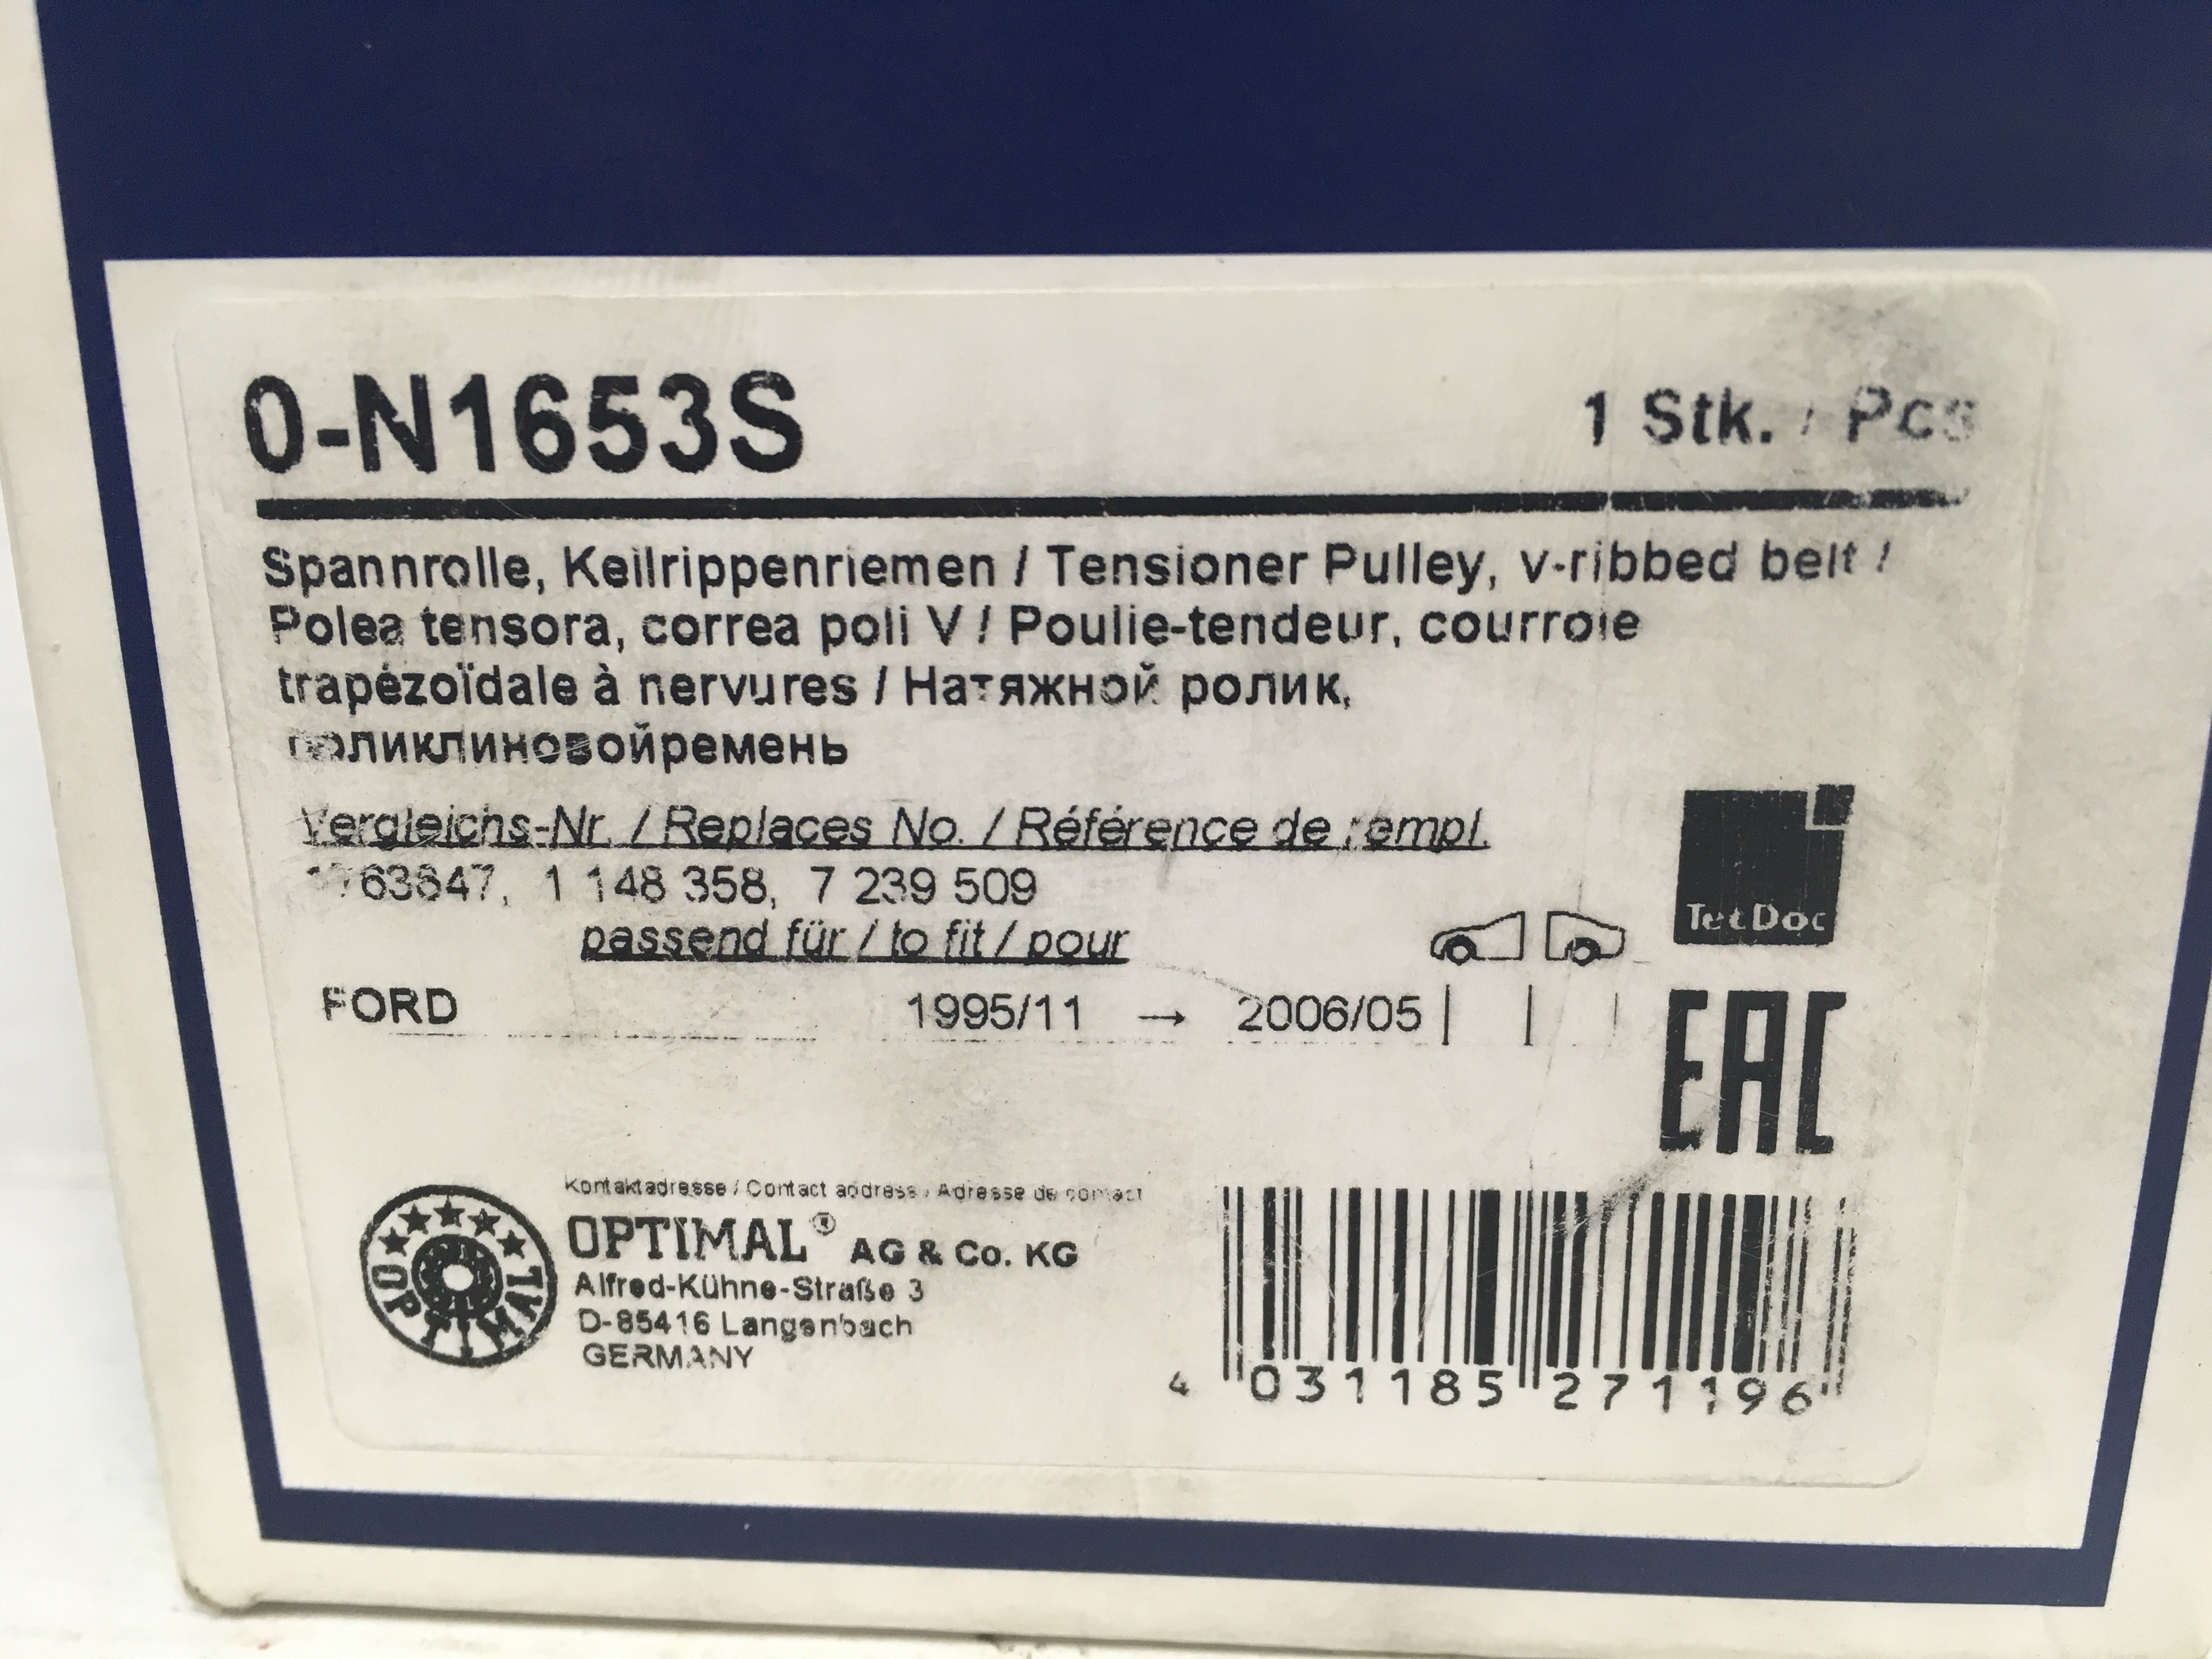 0-N1653S
1 Stk. / Pcs
Spannrolle, Keilrippenriemen / Tensioner Pulley, v-ribbed belt /
Polea tensora, correa poli V / Poulie-tendeur, courroie
trapézoïdale à nervures / Натяжной ролик,
поликлиновойремень
Vergleichs-Nr. / Replaces No. / Référence de rempl.
1 148 358, 7 239 509
passend für / to fit / pour
TecDoc
FORD 1995/11 → 2006/05
EAC
Kontaktadresse / Contact address / Adresse de contact
OPTIMAL® AG & Co. KG
Alfred-Kühne-Straße 3
D-85416 Langenbach
GERMANY
OPTIMAL
4 031185 271196